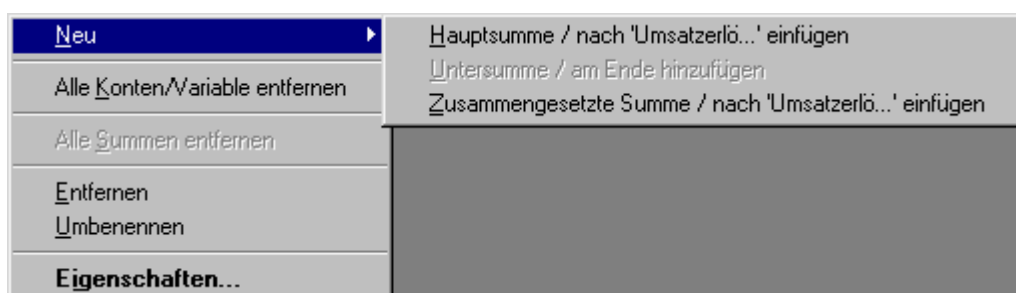 Neu
Alle Konten/Variable entfernen
Alle Summen entfernen
Entfernen
Umbenennen
Eigenschaften...
Hauptsumme / nach 'Umsatzerlö...' einfügen
Untersumme / am Ende hinzufügen
Zusammengesetzte Summe / nach 'Umsatzerlö...' einfügen